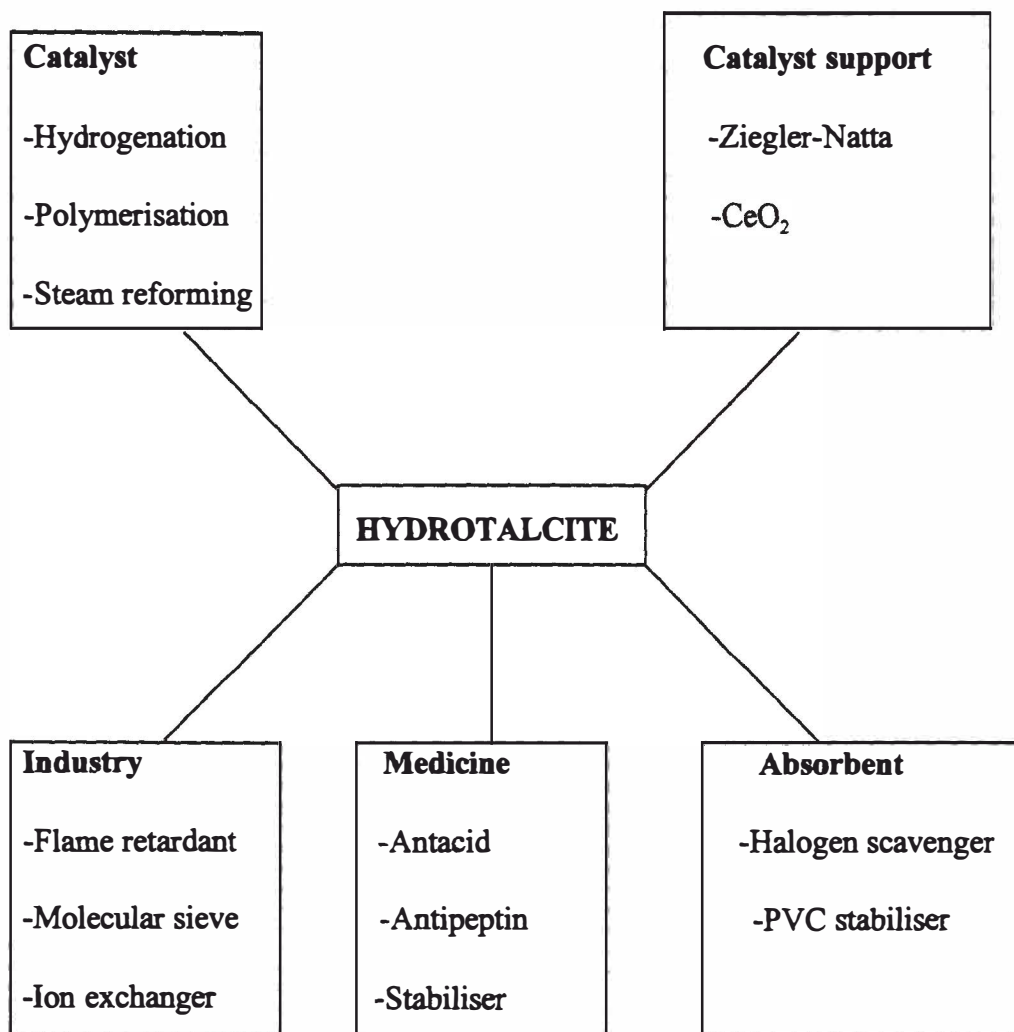 Catalyst
-Hydrogenation
-Polymerisation
-Steam reforming
Catalyst support
-Ziegler-Natta
-CeO₂
HYDROTALCITE
Industry
-Flame retardant
-Molecular sieve
-Ion exchanger
Medicine
-Antacid
-Antipeptin
-Stabiliser
Absorbent
-Halogen scavenger
-PVC stabiliser